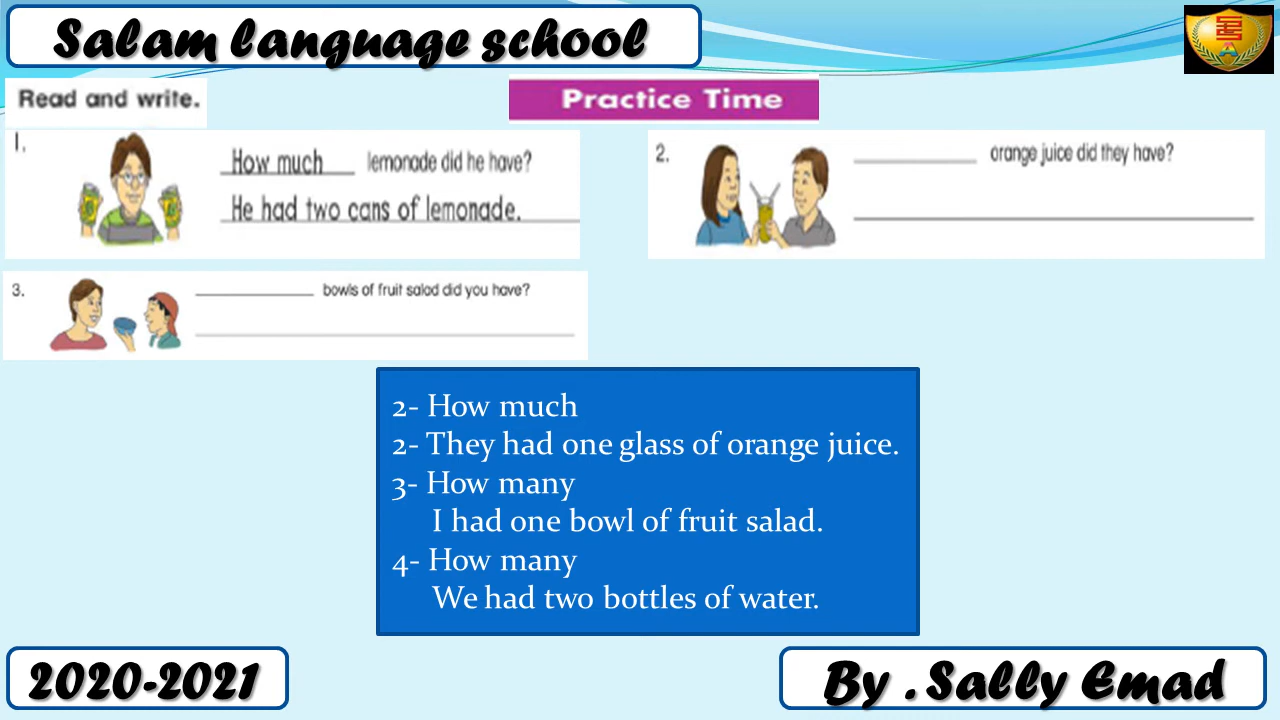 Salam language school
Read and write.
Practice Time
1.
How much lemonade did he have?
He had two cans of lemonade.
2.
orange juice did they have?
3.
bowls of fruit salad did you have?
2- How much
2- They had one glass of orange juice.
3- How many
I had one bowl of fruit salad.
4- How many
We had two bottles of water.
2020-2021
By . Sally Emad